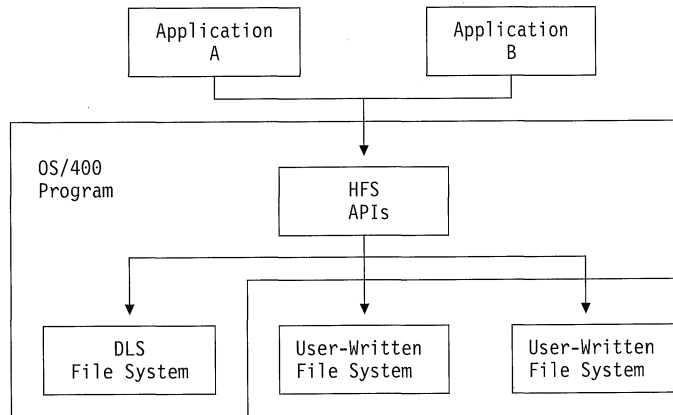 Application
A
Application
B
OS/400
Program
HFS
APIs
DLS
File System
User-Written
File System
User-Written
File System